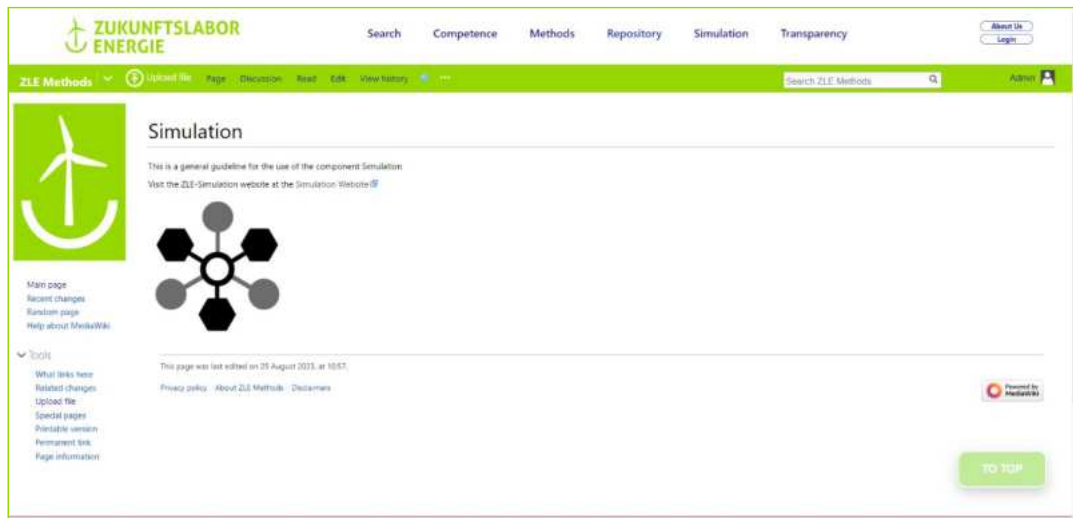 ZUKUNFTSLABOR
ENERGIE
Search Competence Methods Repository Simulation Transparency
About Us
Login
ZLE Methods Upload file Page Discussion Read Edit View history Search ZLE Methods Admin
Simulation
This is a general guideline for the use of the component Simulation
Visit the ZLE-Simulation website at the Simulation Website
Main page
Recent changes
Random page
Help about MediaWiki
Tools
What links here
Related changes
Upload file
Special pages
Printable version
Permanent link
Page information
This page was last edited on 25 August 2023, at 10:57.
Privacy policy About ZLE Methods Disclaimers
Powered by
MediaWiki
TO TOP